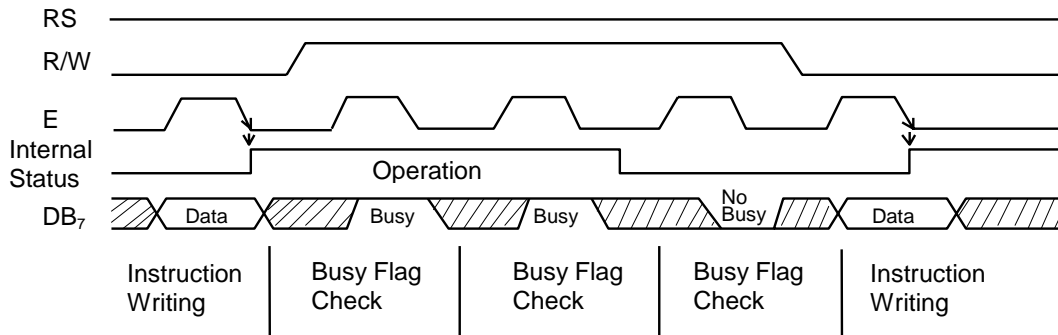 RS
R/W
E
Internal
Status
Operation
DB₇
Data
Busy
Busy
No
Busy
Data
Instruction
Writing
Busy Flag
Check
Busy Flag
Check
Busy Flag
Check
Instruction
Writing